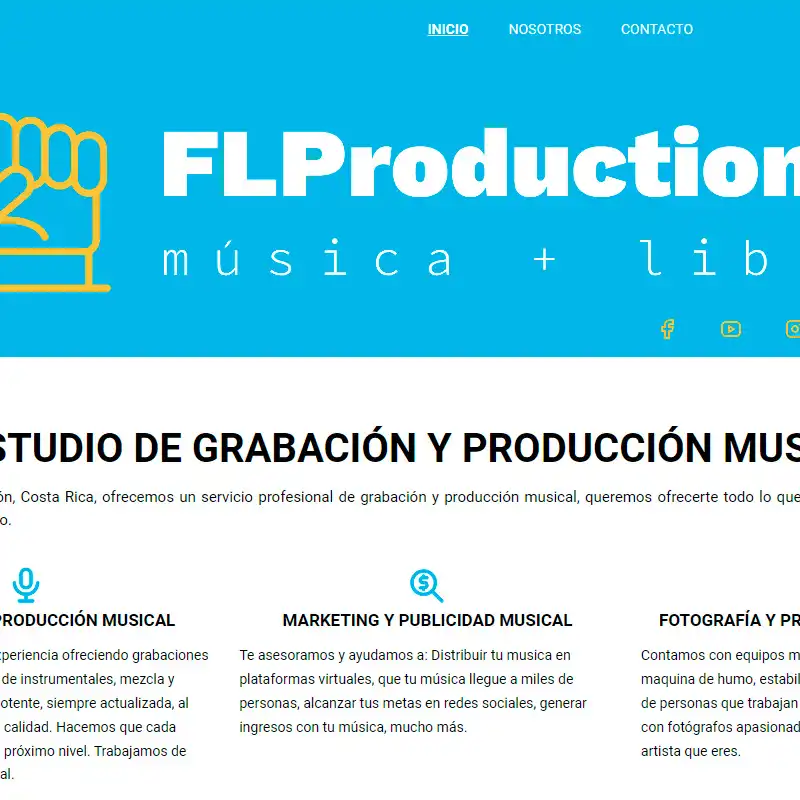 INICIO NOSOTROS CONTACTO
FLProduction
música + lib
STUDIO DE GRABACIÓN Y PRODUCCIÓN MUS
ón, Costa Rica, ofrecemos un servicio profesional de grabación y producción musical, queremos ofrecerte todo lo que
o.
PRODUCCIÓN MUSICAL
xperiencia ofreciendo grabaciones
de instrumentales, mezcla y
otente, siempre actualizada, al
calidad. Hacemos que cada
próximo nivel. Trabajamos de
al.
MARKETING Y PUBLICIDAD MUSICAL
Te asesoramos y ayudamos a: Distribuir tu musica en
plataformas virtuales, que tu música llegue a miles de
personas, alcanzar tus metas en redes sociales, generar
ingresos con tu música, mucho más.
FOTOGRAFÍA Y PR
Contamos con equipos m
maquina de humo, estabil
de personas que trabajan
con fotógrafos apasionad
artista que eres.